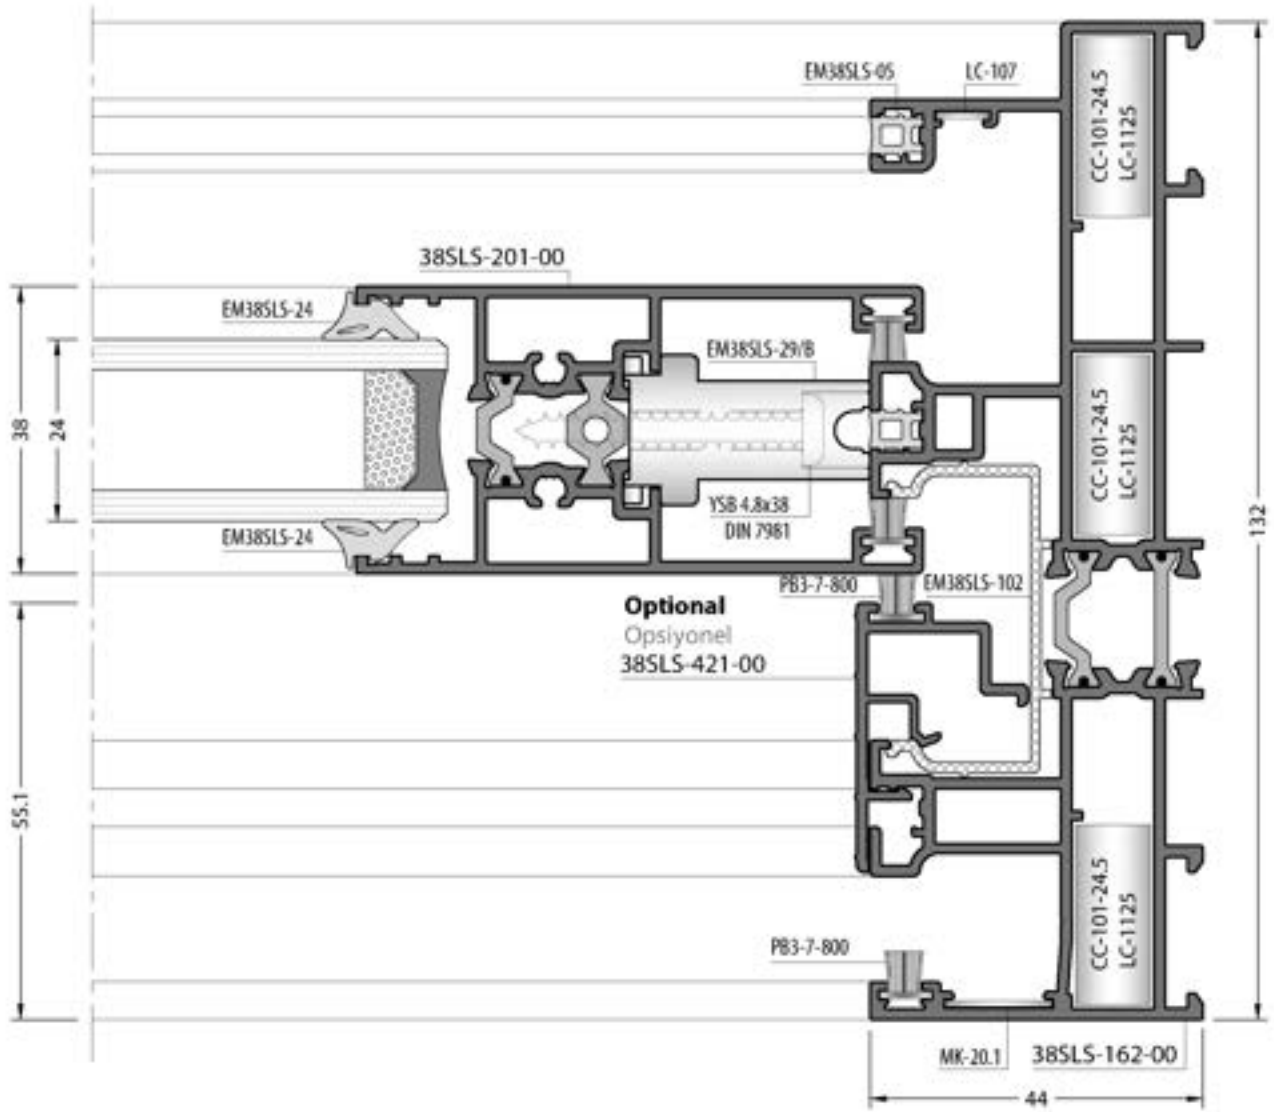 EM38SLS-05
LC-107
CC-101-24.5
LC-1125
38SLS-201-00
EM38SLS-24
EM38SLS-29/B
38
24
CC-101-24.5
LC-1125
132
YSB 4.8x38
DIN 7981
EM38SLS-24
PB3-7-800
EM38SLS-102
Optional
Opsiyonel
38SLS-421-00
55.1
CC-101-24.5
LC-1125
PB3-7-800
MK-20.1
38SLS-162-00
44